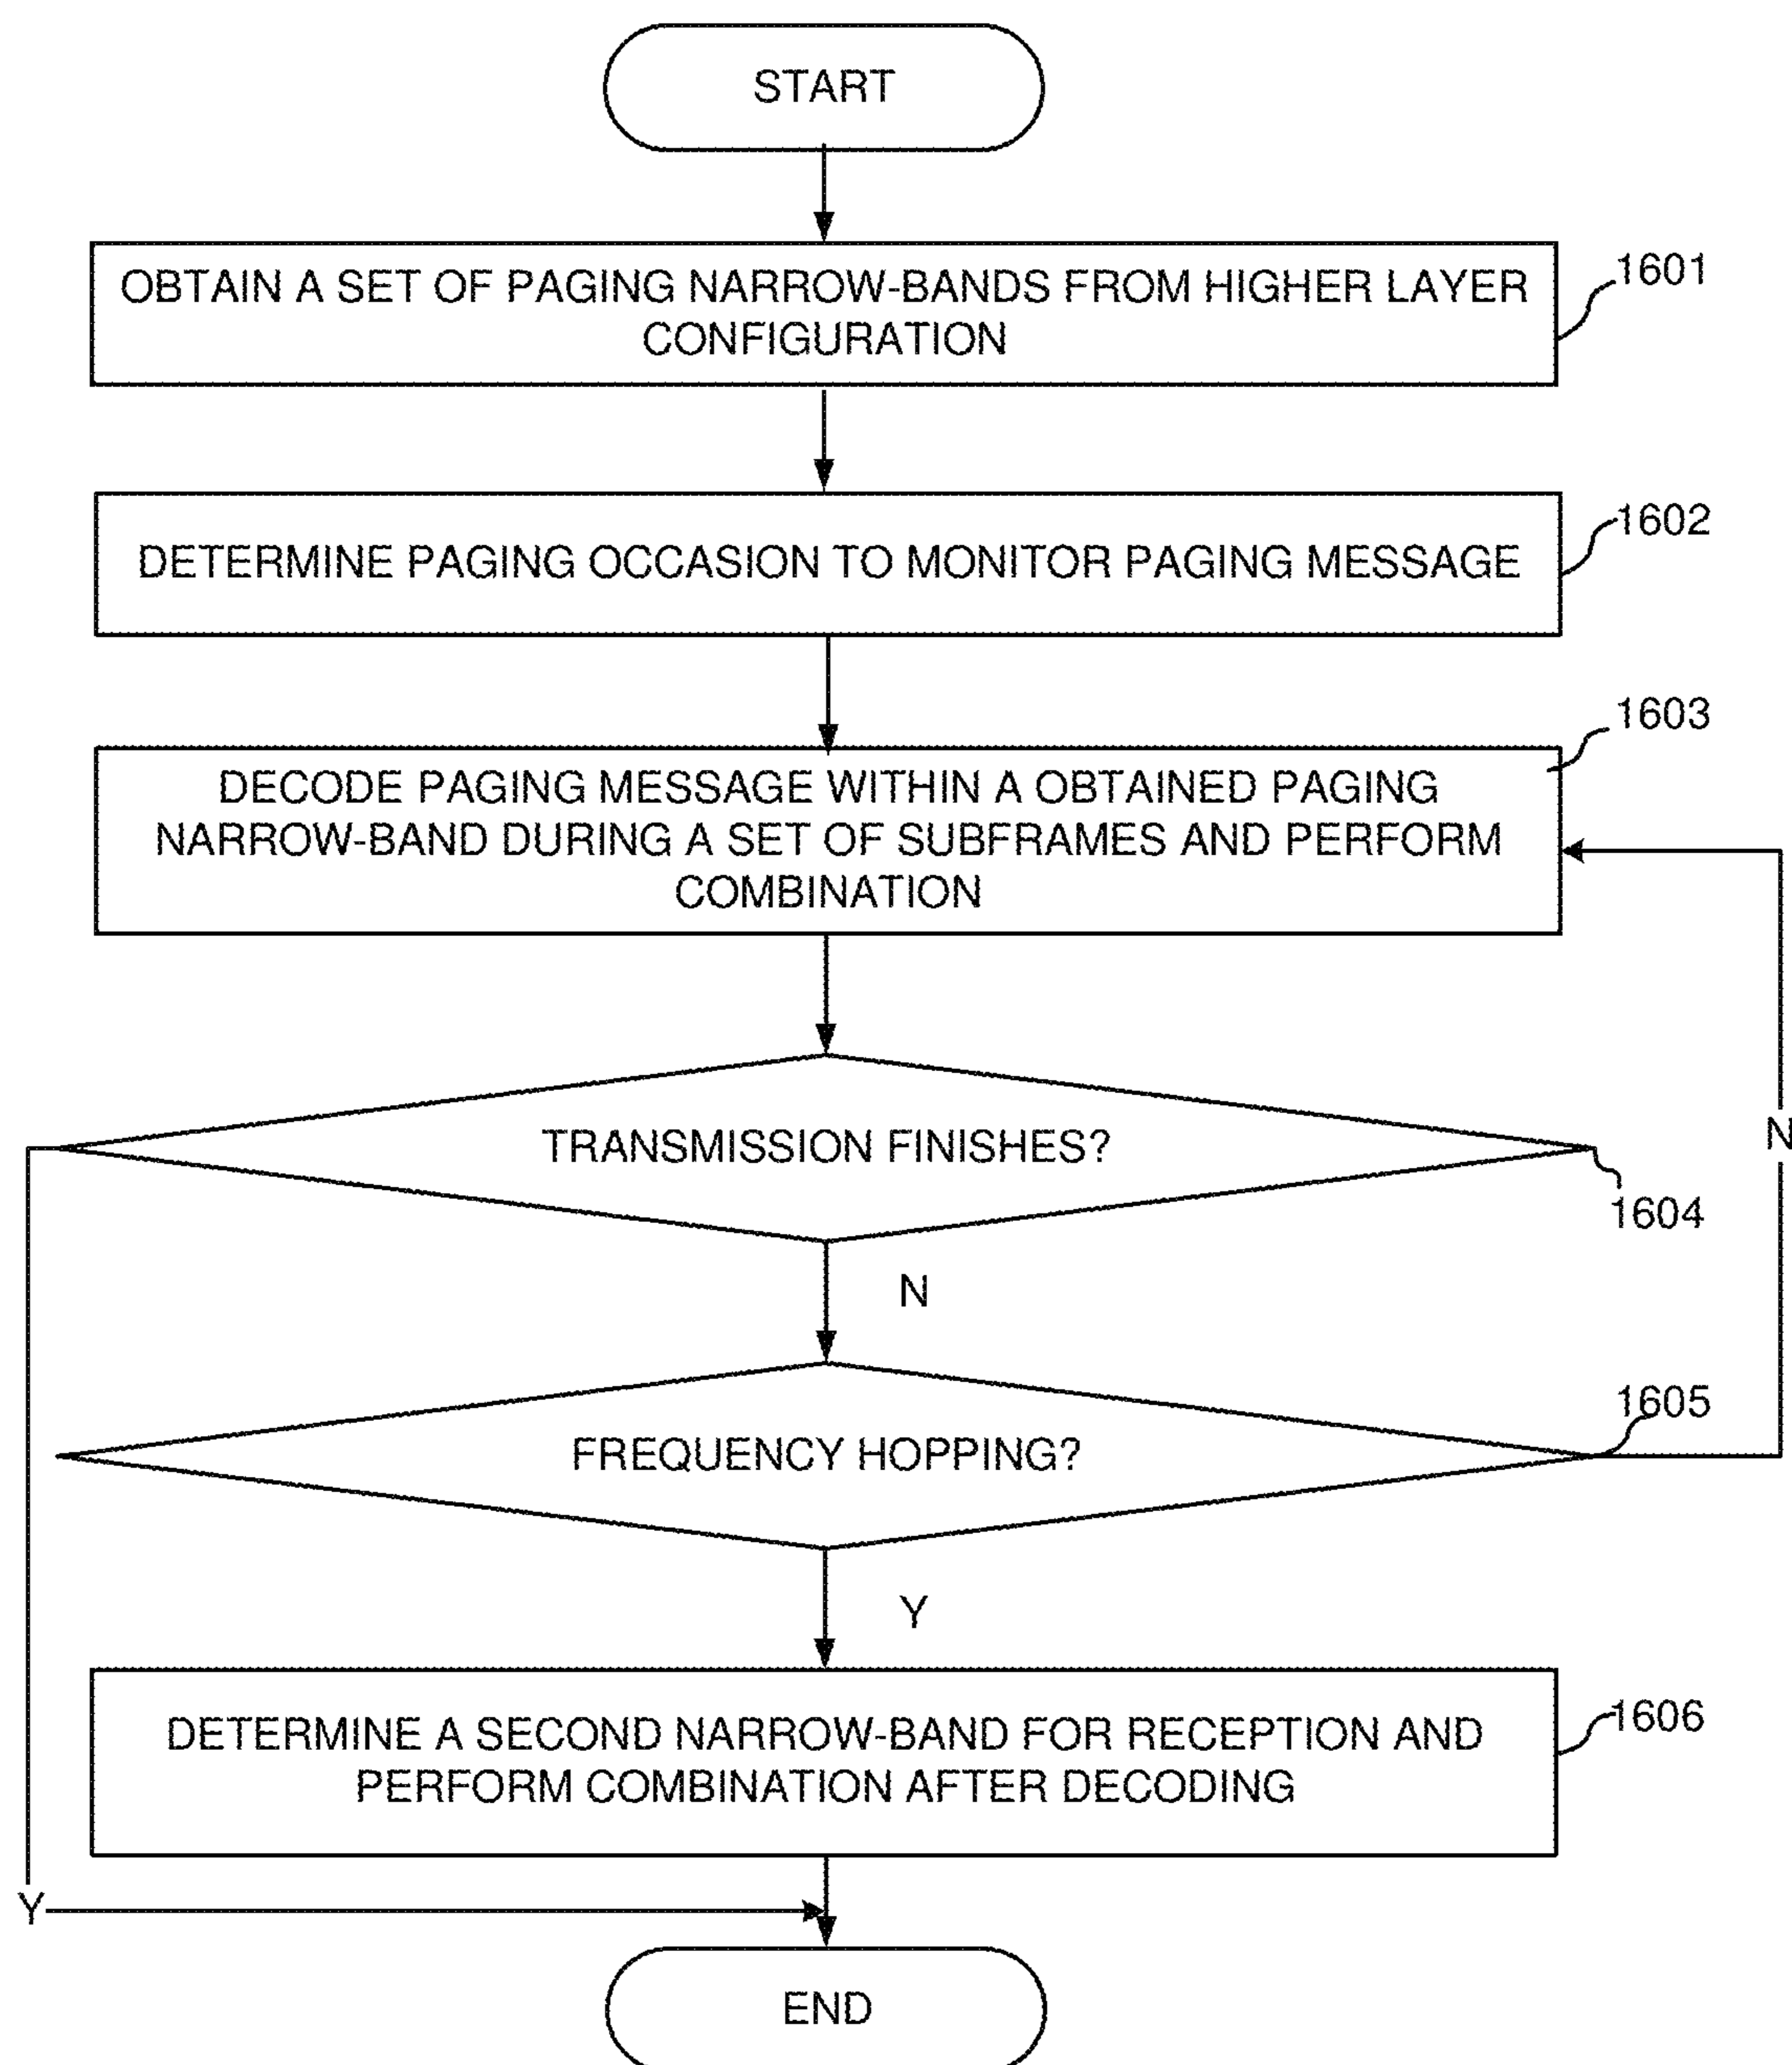 START
OBTAIN A SET OF PAGING NARROW-BANDS FROM HIGHER LAYER
CONFIGURATION
1601
DETERMINE PAGING OCCASION TO MONITOR PAGING MESSAGE
1602
1603
DECODE PAGING MESSAGE WITHIN A OBTAINED PAGING
NARROW-BAND DURING A SET OF SUBFRAMES AND PERFORM
COMBINATION
TRANSMISSION FINISHES?
N
1604
N
1605
FREQUENCY HOPPING?
Y
DETERMINE A SECOND NARROW-BAND FOR RECEPTION AND
PERFORM COMBINATION AFTER DECODING
1606
Y
END